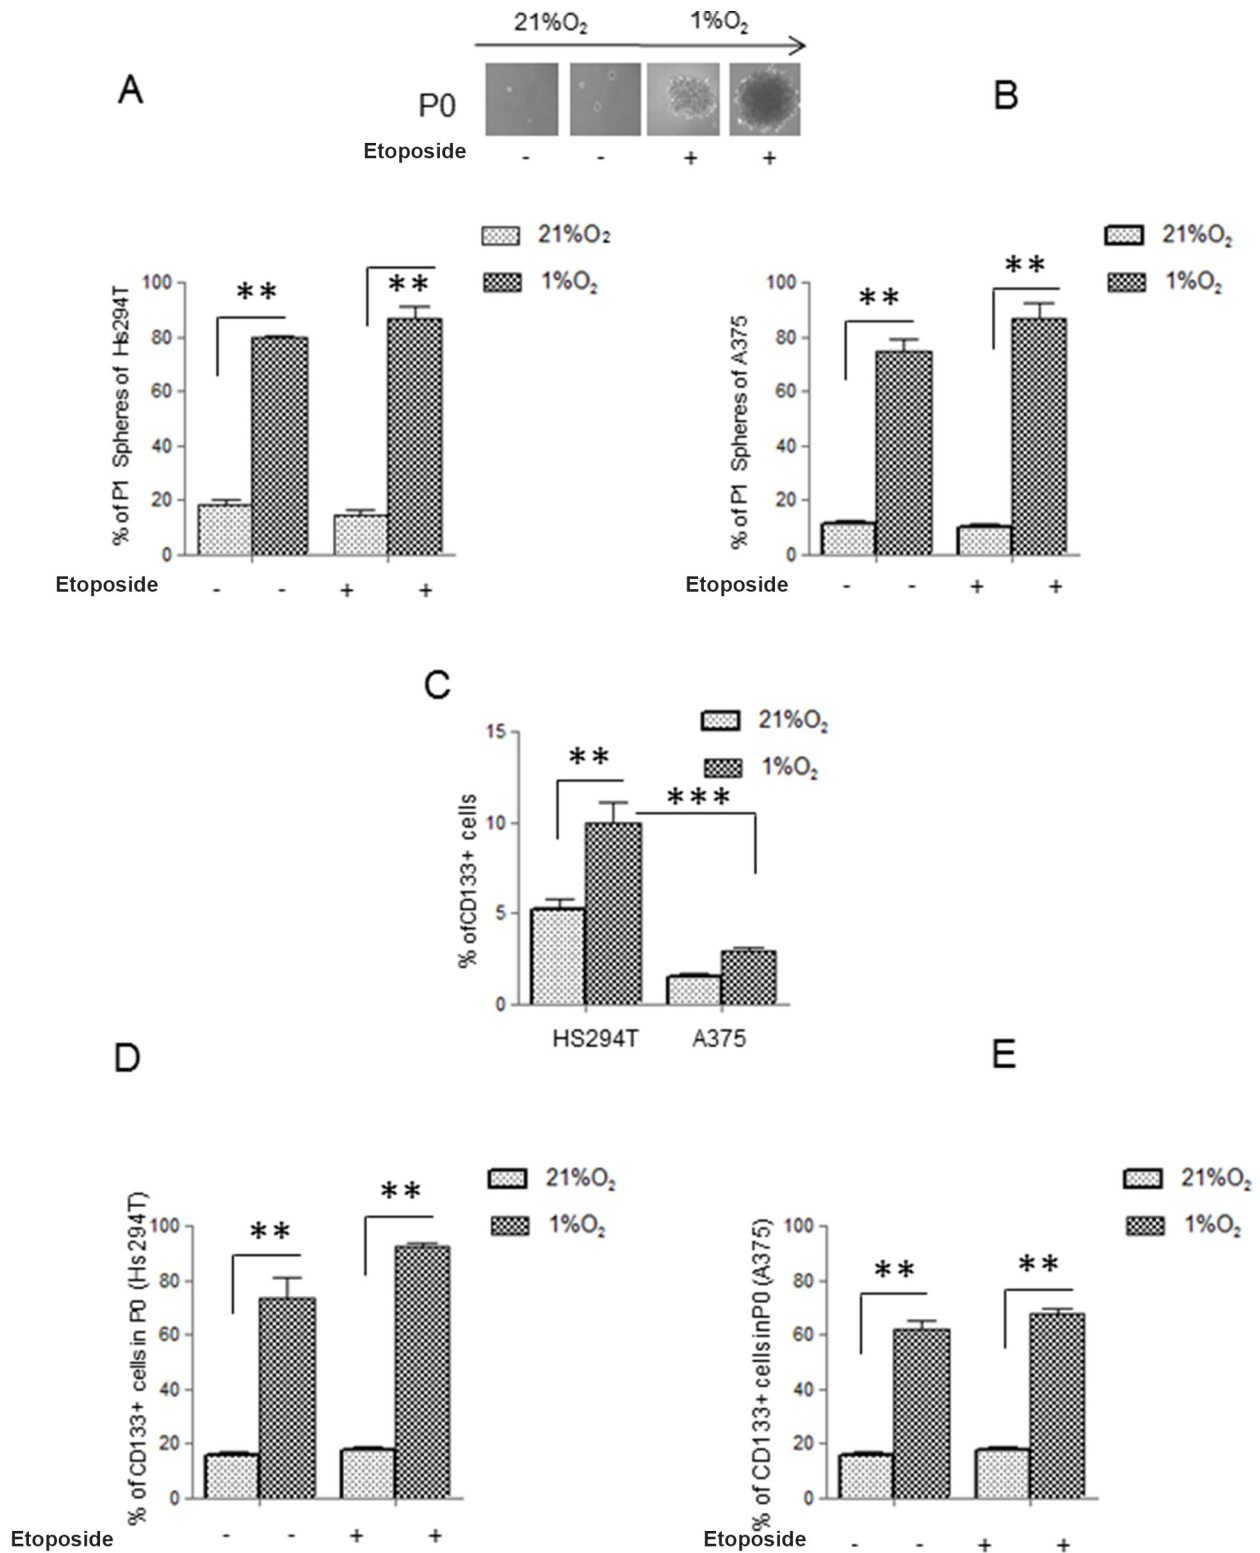 21%O₂ 1%O₂
A
B
P0
Etoposide - - + +
21%O₂
1%O₂
** **
100
80
60
40
20
0
% of P1 Spheres of Hs294T
Etoposide - - + +
21%O₂
1%O₂
** **
100
80
60
40
20
0
% of P1 Spheres of A375
Etoposide - - + +
C
21%O₂
1%O₂
** ***
15
10
5
0
% of CD133+ cells
HS294T A375
D
21%O₂
1%O₂
** **
100
80
60
40
20
0
% of CD133+ cells in P0 (Hs294T)
Etoposide - - + +
E
21%O₂
1%O₂
** **
100
80
60
40
20
0
% of CD133+ cells in P0 (A375)
Etoposide - - + +